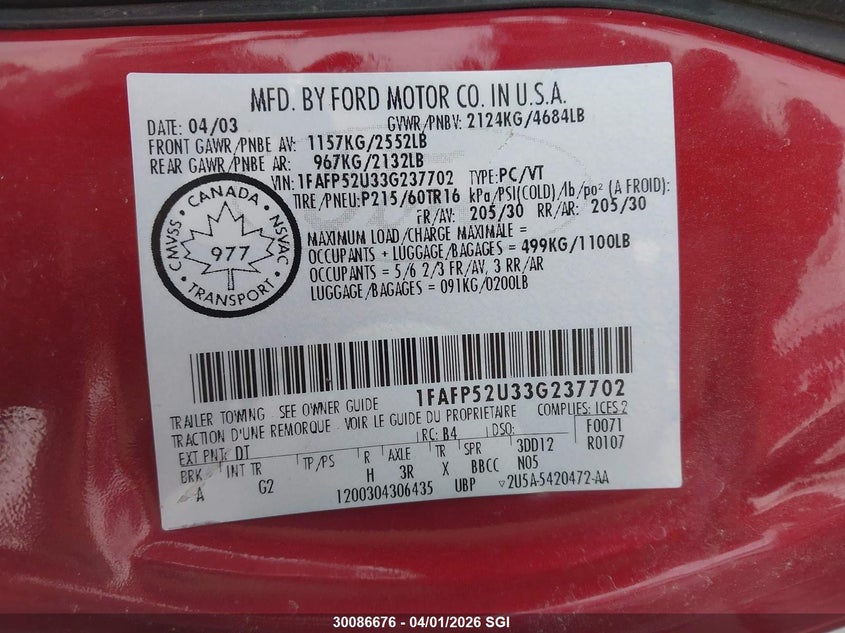 MFD. BY FORD MOTOR CO. IN U.S.A.
DATE: 04/03 GVWR/PNBV: 2124KG/4684LB
FRONT GAWR/PNBE AV: 1157KG/2552LB
REAR GAWR/PNBE AR: 967KG/2132LB
VIN: 1FAFP52U33G237702 TYPE: PC/VT
TIRE/PNEU: P215/60TR16 kPa/PSI(COLD)/lb/po² (A FROID):
FR/AV: 205/30 RR/AR: 205/30
MAXIMUM LOAD/CHARGE MAXIMALE =
OCCUPANTS + LUGGAGE/BAGAGES = 499KG/1100LB
OCCUPANTS = 5/6 2/3 FR/AV, 3 RR/AR
LUGGAGE/BAGAGES = 091KG/0200LB
CANADA
CMVSS • NSVAC
977
• TRANSPORT •
1FAFP52U33G237702
TRAILER TOWING - SEE OWNER GUIDE COMPLIES: ICES 2
TRACTION D'UNE REMORQUE - VOIR LE GUIDE DU PROPRIETAIRE F0071
EXT PNT: DT RC: B4 DSO: R0107
BRK INT TR TP/PS R AXLE TR SPR 3DD12
A G2 H 3R X BBCC N05
1200304306435 UBP ▽2U5A-5420472-AA
30086676 - 04/01/2026 SGI